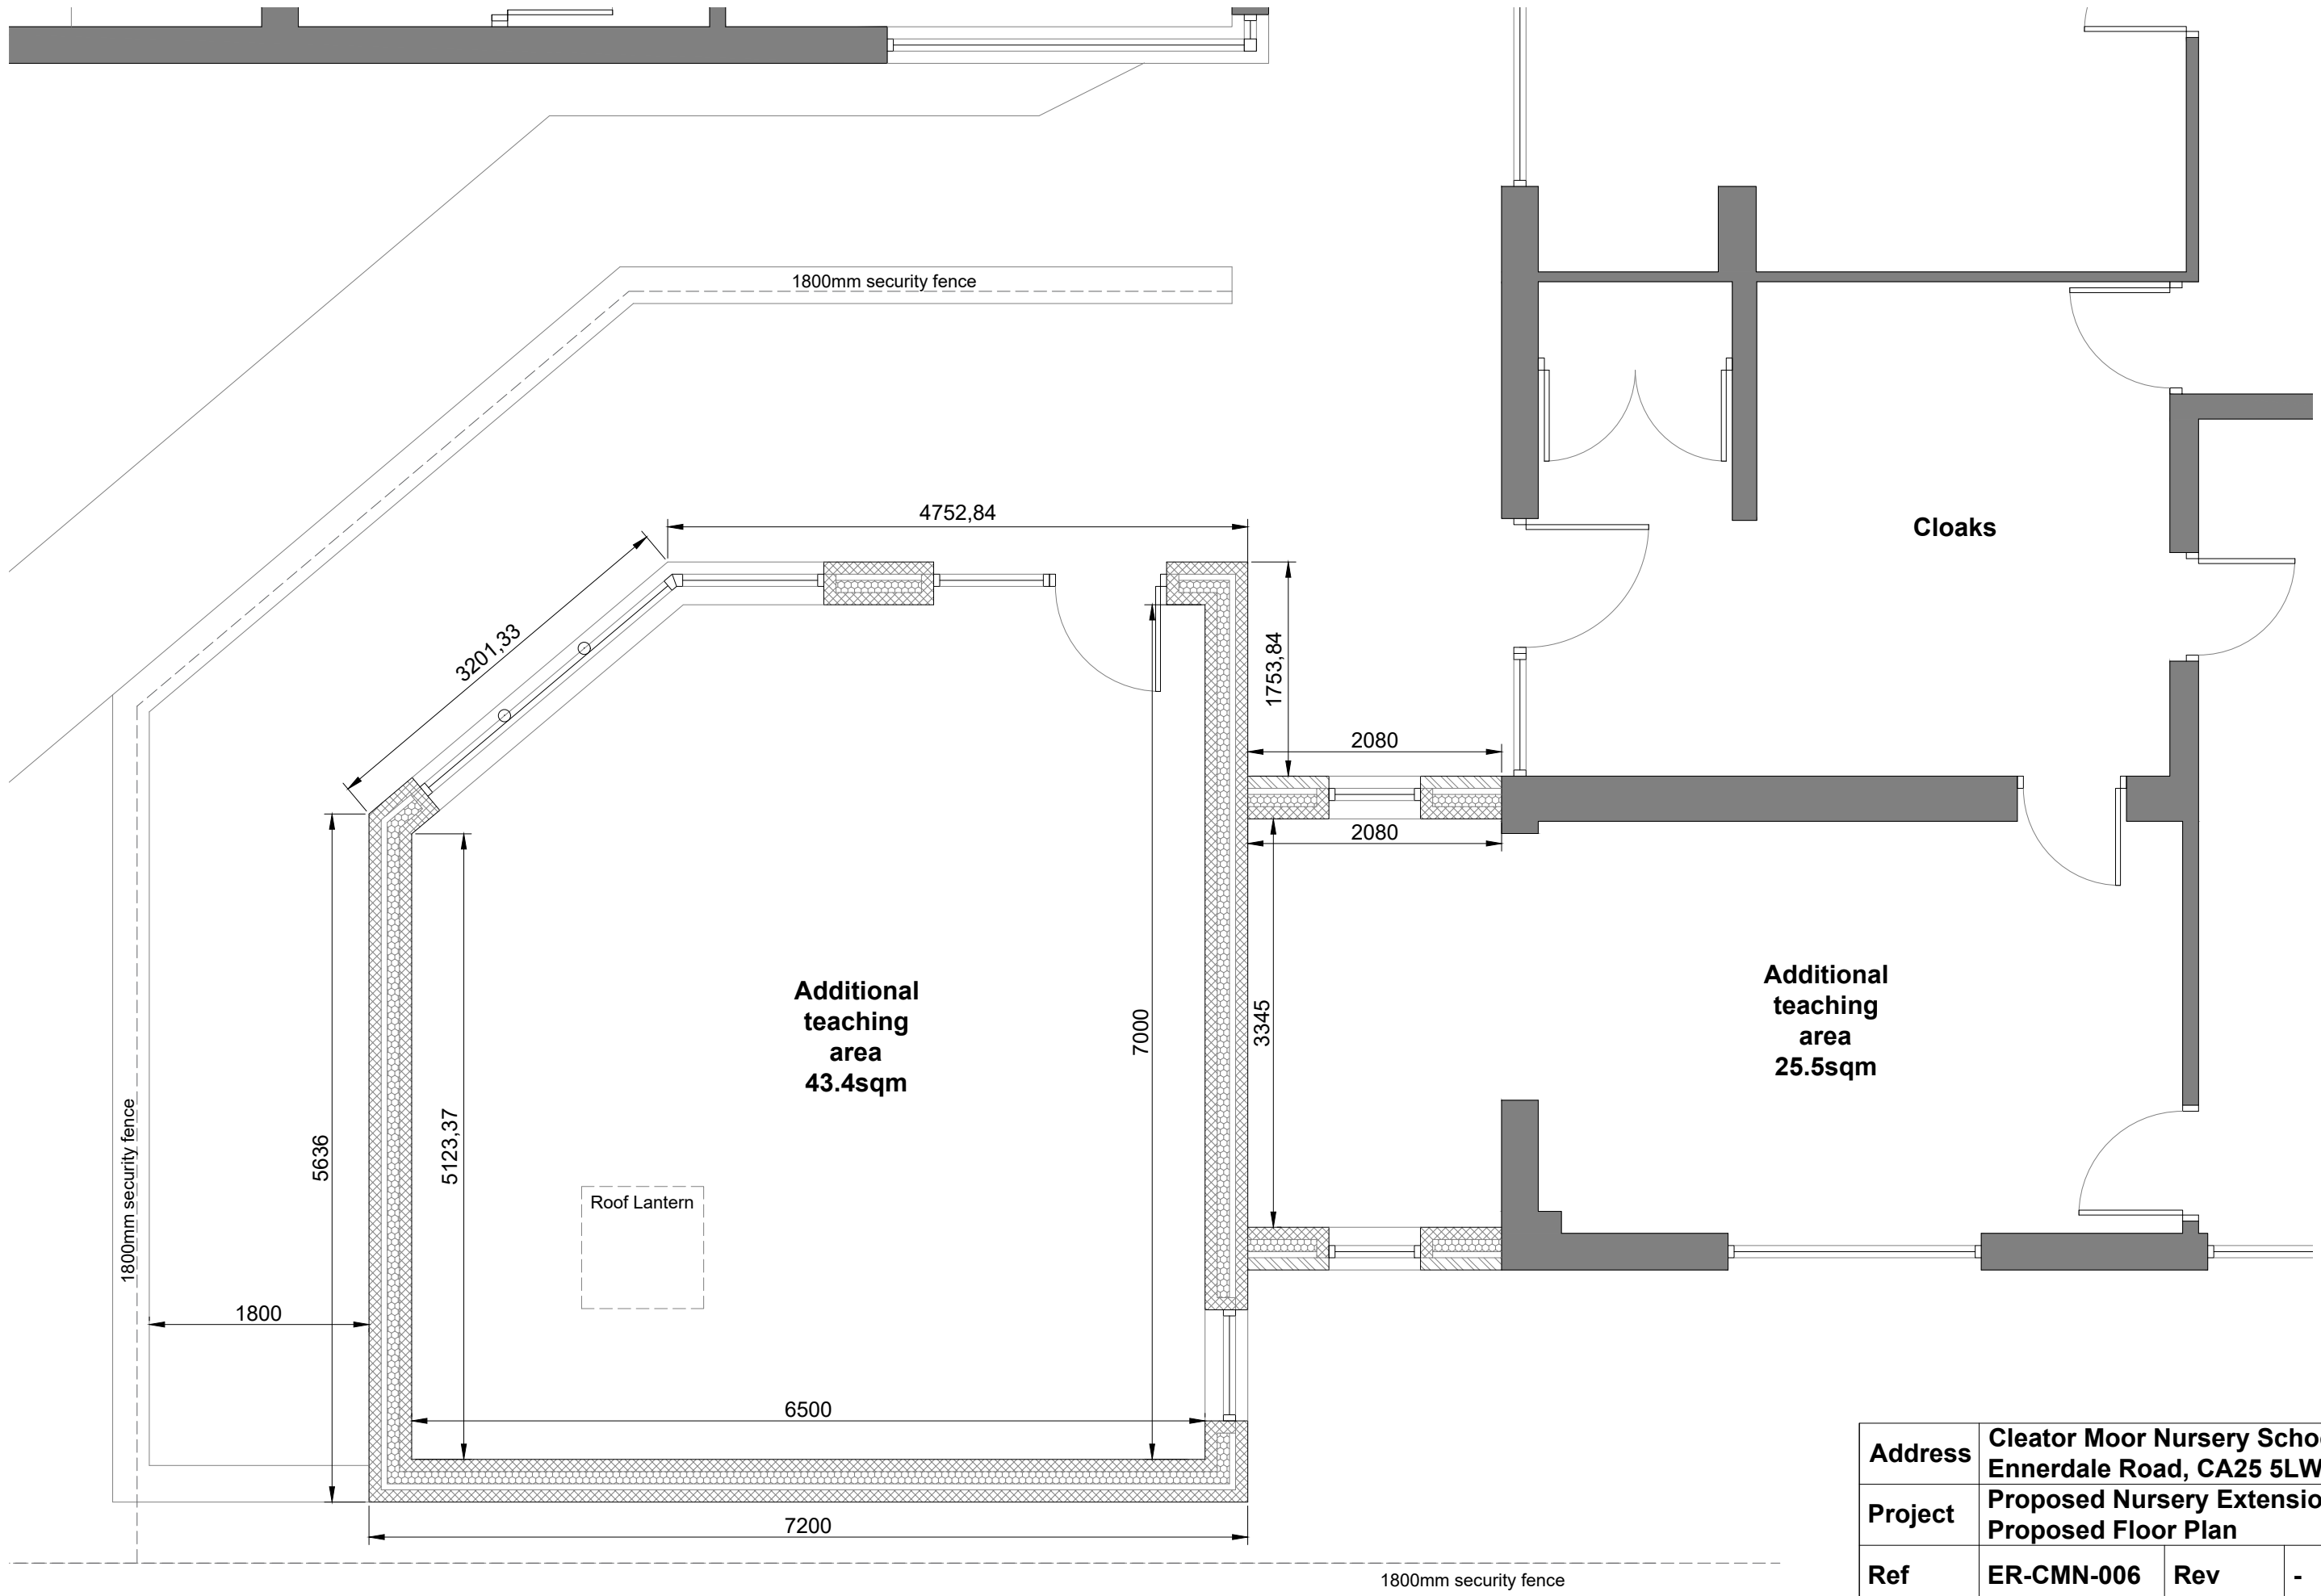 1800mm security fence
4752,84
Cloaks
3201,33
1753,84
2080
2080
Additional
teaching
area
43.4sqm
Additional
teaching
area
25.5sqm
7000
3345
5636
5123,37
1800mm security fence
Roof Lantern
1800
6500
7200
1800mm security fence
Address
Cleator Moor Nursery Schoo
Ennerdale Road, CA25 5LW
Project
Proposed Nursery Extensio
Proposed Floor Plan
Ref ER-CMN-006 Rev -